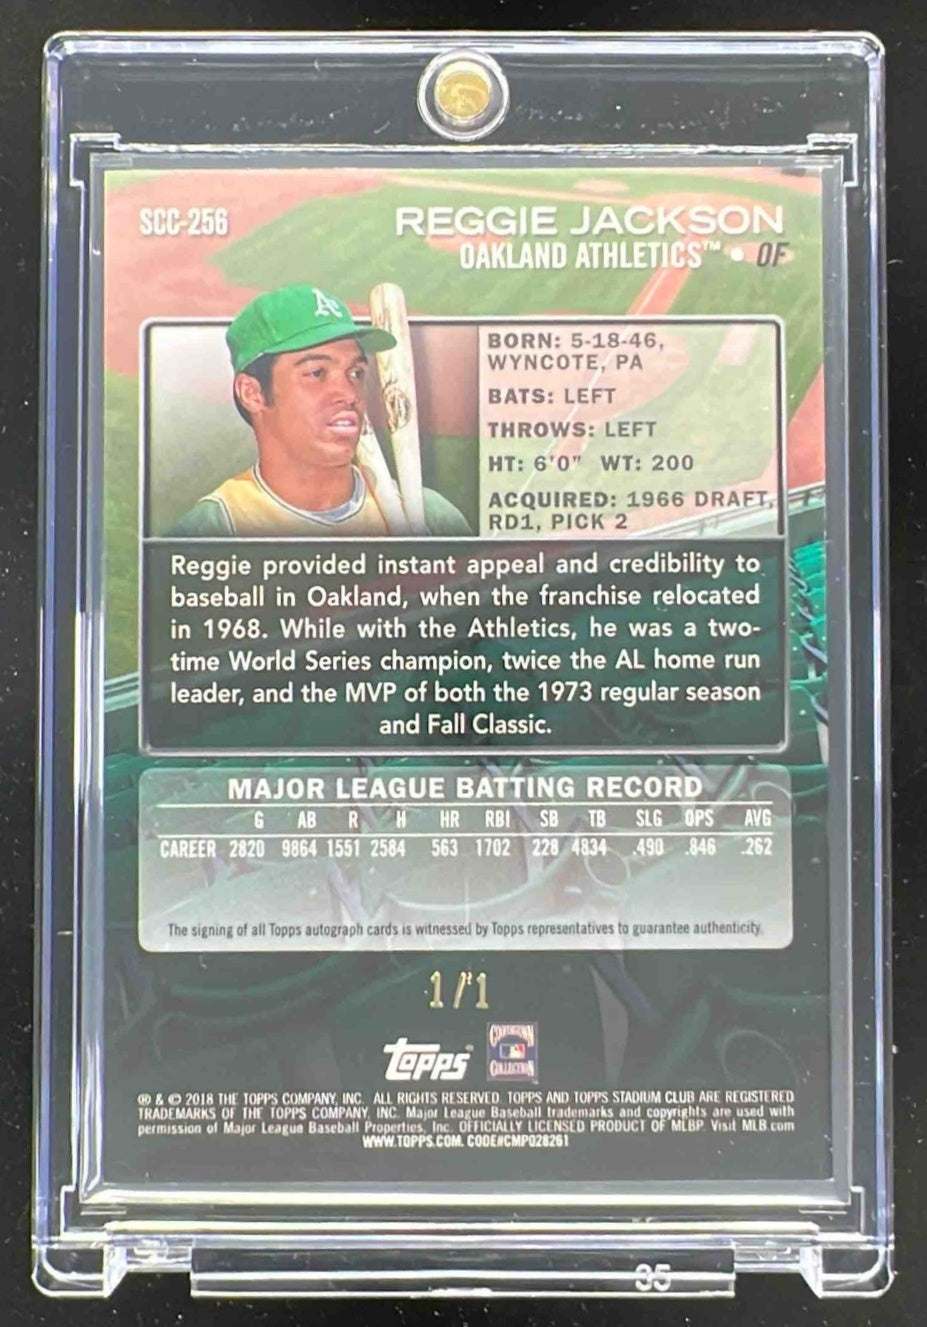 SCC-256
REGGIE JACKSON
OAKLAND ATHLETICS™ • OF
A's
BORN: 5-18-46,
WYNCOTE, PA
BATS: LEFT
THROWS: LEFT
HT: 6'0" WT: 200
ACQUIRED: 1966 DRAFT,
RD1, PICK 2
Reggie provided instant appeal and credibility to
baseball in Oakland, when the franchise relocated
in 1968. While with the Athletics, he was a two-
time World Series champion, twice the AL home run
leader, and the MVP of both the 1973 regular season
and Fall Classic.
MAJOR LEAGUE BATTING RECORD
G AB R H HR RBI SB TB SLG OPS AVG
CAREER 2820 9864 1551 2584 563 1702 228 4834 .490 .846 .262
The signing of all Topps autograph cards is witnessed by Topps representatives to guarantee authenticity.
1/1
Topps®
COOPERSTOWN
COLLECTION
® & © 2018 THE TOPPS COMPANY, INC. ALL RIGHTS RESERVED. TOPPS AND TOPPS STADIUM CLUB ARE REGISTERED
TRADEMARKS OF THE TOPPS COMPANY, INC. Major League Baseball trademarks and copyrights are used with
permission of Major League Baseball Properties, Inc. OFFICIALLY LICENSED PRODUCT OF MLBP. Visit MLB.com
WWW.TOPPS.COM. CODE#CMP028261
35